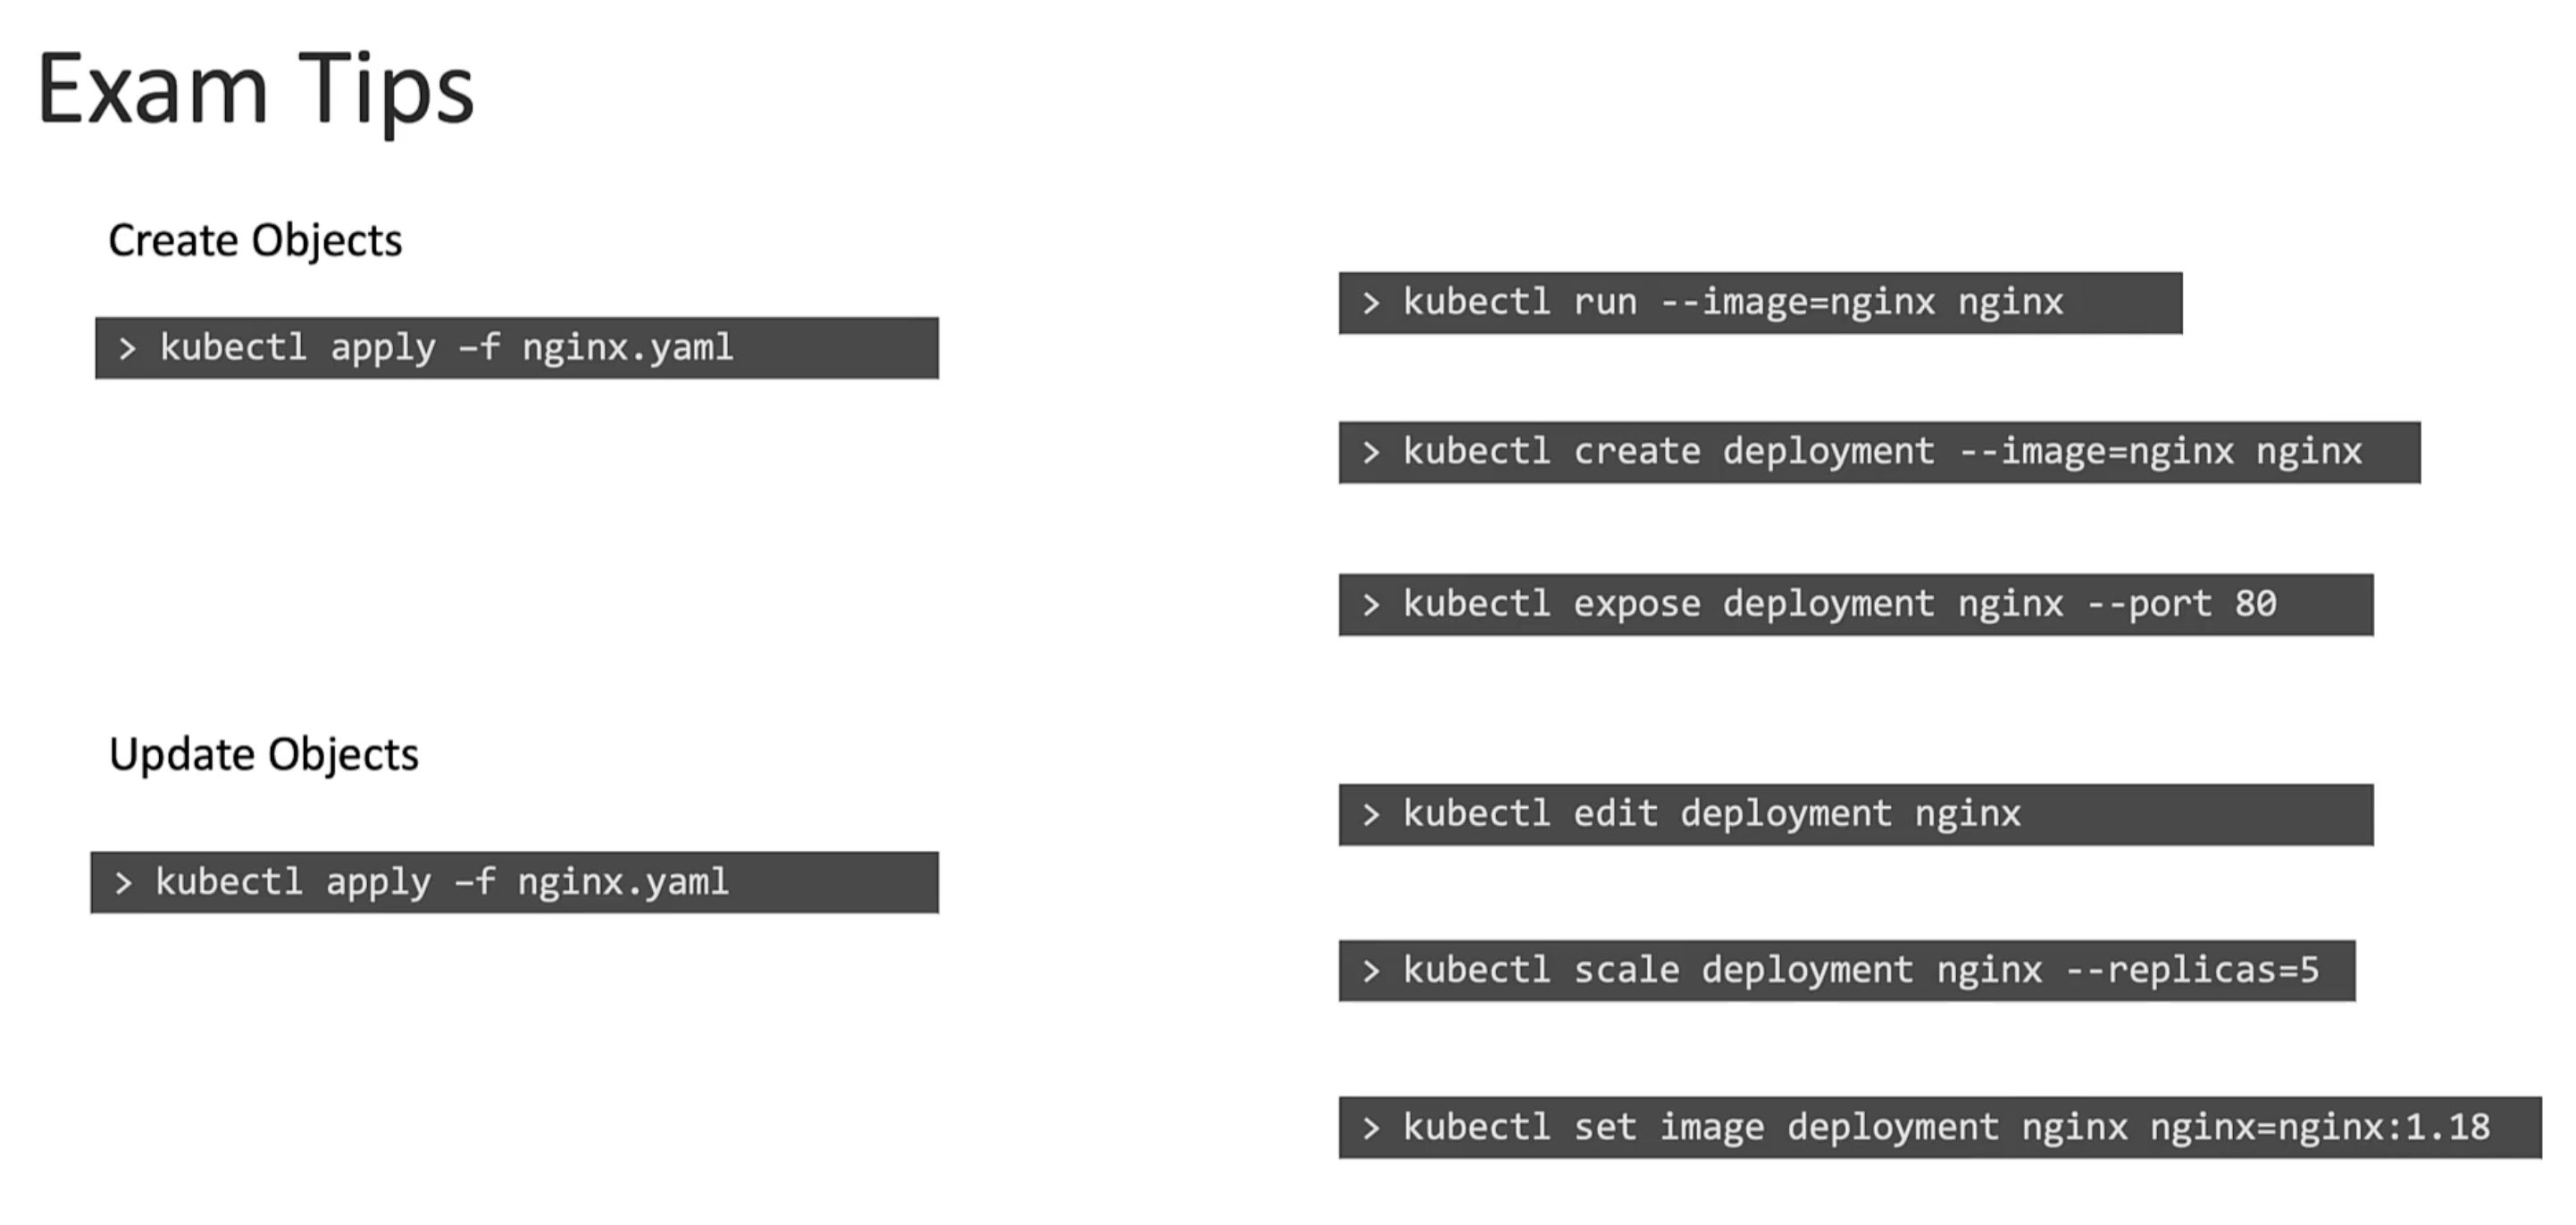 Exam Tips
Create Objects
> kubectl apply –f nginx.yaml
> kubectl run --image=nginx nginx
> kubectl create deployment --image=nginx nginx
> kubectl expose deployment nginx --port 80
Update Objects
> kubectl apply –f nginx.yaml
> kubectl edit deployment nginx
> kubectl scale deployment nginx --replicas=5
> kubectl set image deployment nginx nginx=nginx:1.18